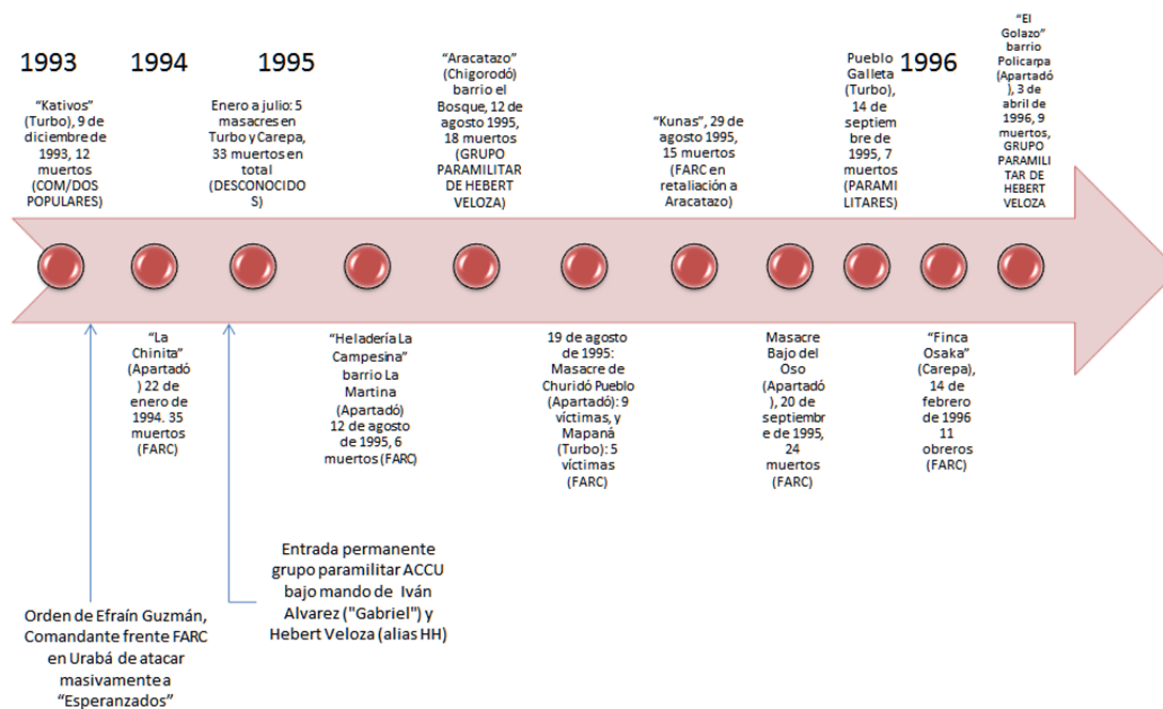 1993
"Kativos"
(Turbo), 9 de
diciembre de
1993, 12
muertos
(COM/DOS
POPULARES)
1994
1995
Enero a julio: 5
masacres en
Turbo y Carepa,
33 muertos en
total
(DESCONOCIDO
S)
"Aracatazo"
(Chigorodó)
barrio el
Bosque, 12 de
agosto 1995,
18 muertos
(GRUPO
PARAMILITAR
DE HEBERT
VELOZA)
"Kunas", 29 de
agosto 1995,
15 muertos
(FARC en
retaliación a
Aracatazo)
Pueblo
Galleta
(Turbo),
14 de
septiem
bre de
1995, 7
muertos
(PARAMI
LITARES)
1996
"El
Golazo"
barrio
Policarpa
(Apartadó
), 3 de
abril de
1996, 9
muertos,
GRUPO
PARAMILI
TAR DE
HEBERT
VELOZA
"La
Chinita"
(Apartadó
) 22 de
enero de
1994. 35
muertos
(FARC)
"Heladería La
Campesina"
barrio La
Martina
(Apartadó)
12 de agosto
de 1995, 6
muertos (FARC)
19 de agosto
de 1995:
Masacre de
Churidó Pueblo
(Apartadó): 9
víctimas, y
Mapaná
(Turbo): 5
víctimas
(FARC)
Masacre
Bajo del
Oso
(Apartadó
), 20 de
septiembr
e de 1995,
24
muertos
(FARC)
"Finca
Osaka"
(Carepa),
14 de
febrero
de 1996
11
obreros
(FARC)
Orden de Efraín Guzmán,
Comandante frente FARC
en Urabá de atacar
masivamente a
"Esperanzados"
Entrada permanente
grupo paramilitar ACCU
bajo mando de Iván
Alvarez ("Gabriel") y
Hebert Veloza (alias HH)